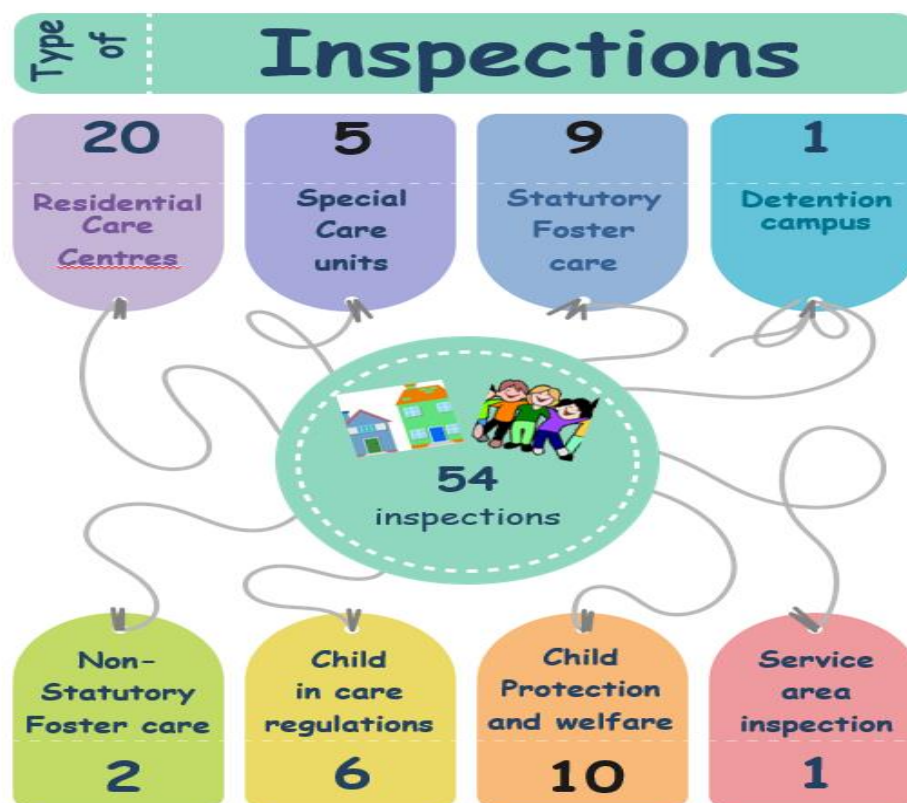 Type of
Inspections
20
Residential
Care
Centres
5
Special
Care
units
9
Statutory
Foster
care
1
Detention
campus
54
inspections
Non-
Statutory
Foster care
2
Child
in care
regulations
6
Child
Protection
and welfare
10
Service
area
inspection
1